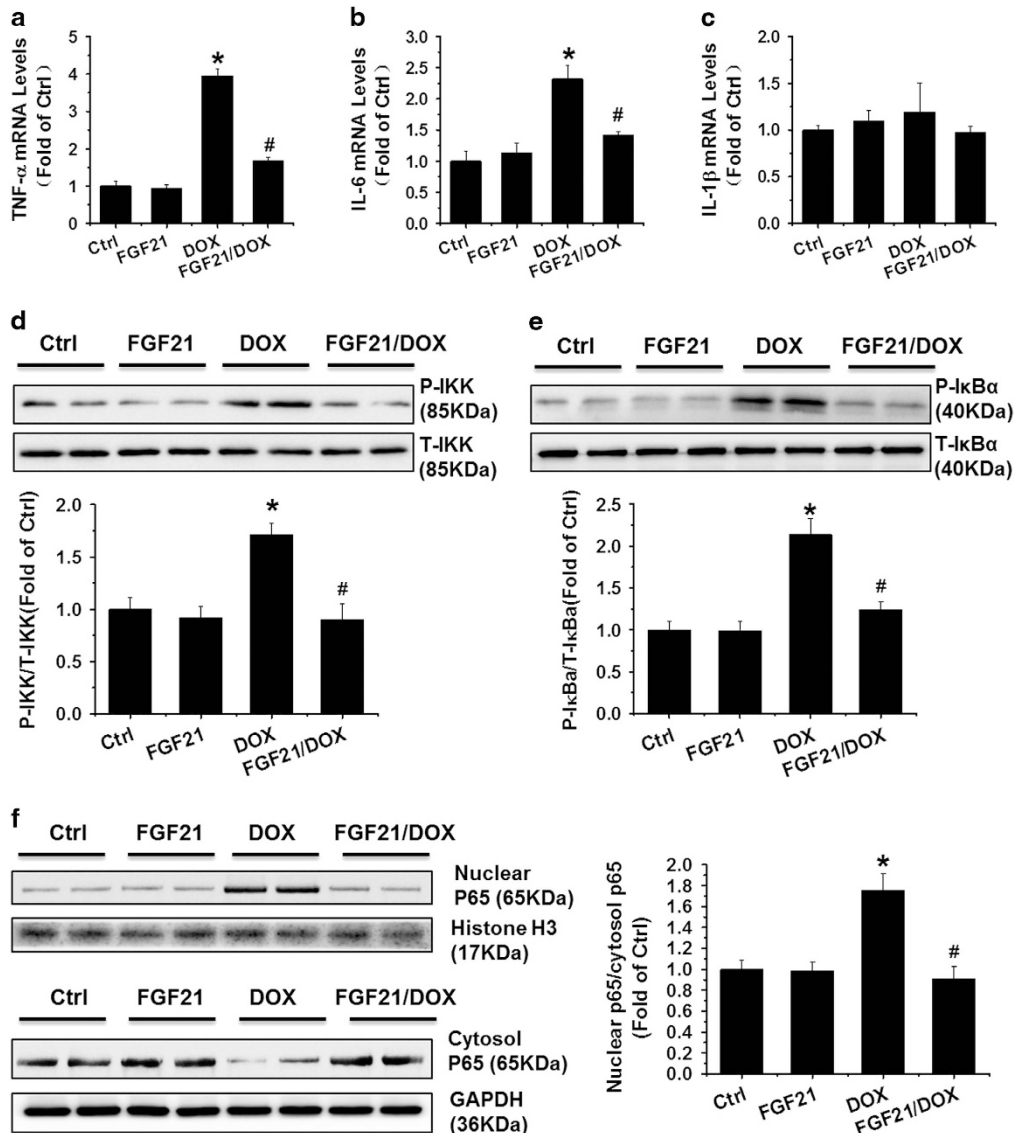 a
TNF-α mRNA Levels
(Fold of Ctrl)
5
4
3
2
1
0
*
#
Ctrl
FGF21
DOX
FGF21/DOX
b
IL-6 mRNA Levels
(Fold of Ctrl)
3.0
2.5
2.0
1.5
1.0
0.5
0.0
*
#
Ctrl
FGF21
DOX
FGF21/DOX
c
IL-1β mRNA Levels
(Fold of Ctrl)
2.0
1.5
1.0
0.5
0.0
Ctrl
FGF21
DOX
FGF21/DOX
d
Ctrl FGF21 DOX FGF21/DOX
P-IKK
(85KDa)
T-IKK
(85KDa)
P-IKK/T-IKK(Fold of Ctrl)
2.0
1.5
1.0
0.5
0.0
*
#
Ctrl
FGF21
DOX
FGF21/DOX
e
Ctrl FGF21 DOX FGF21/DOX
P-IκBα
(40KDa)
T-IκBα
(40KDa)
P-IκBa/T-IκBa(Fold of Ctrl)
2.5
2.0
1.5
1.0
0.5
0.0
*
#
Ctrl
FGF21
DOX
FGF21/DOX
f
Ctrl FGF21 DOX FGF21/DOX
Nuclear
P65 (65KDa)
Histone H3
(17KDa)
Ctrl FGF21 DOX FGF21/DOX
Cytosol
P65 (65KDa)
GAPDH
(36KDa)
Nuclear p65/cytosol p65
(Fold of Ctrl)
2.0
1.8
1.6
1.4
1.2
1.0
0.8
0.6
0.4
0.2
0.0
*
#
Ctrl
FGF21
DOX
FGF21/DOX